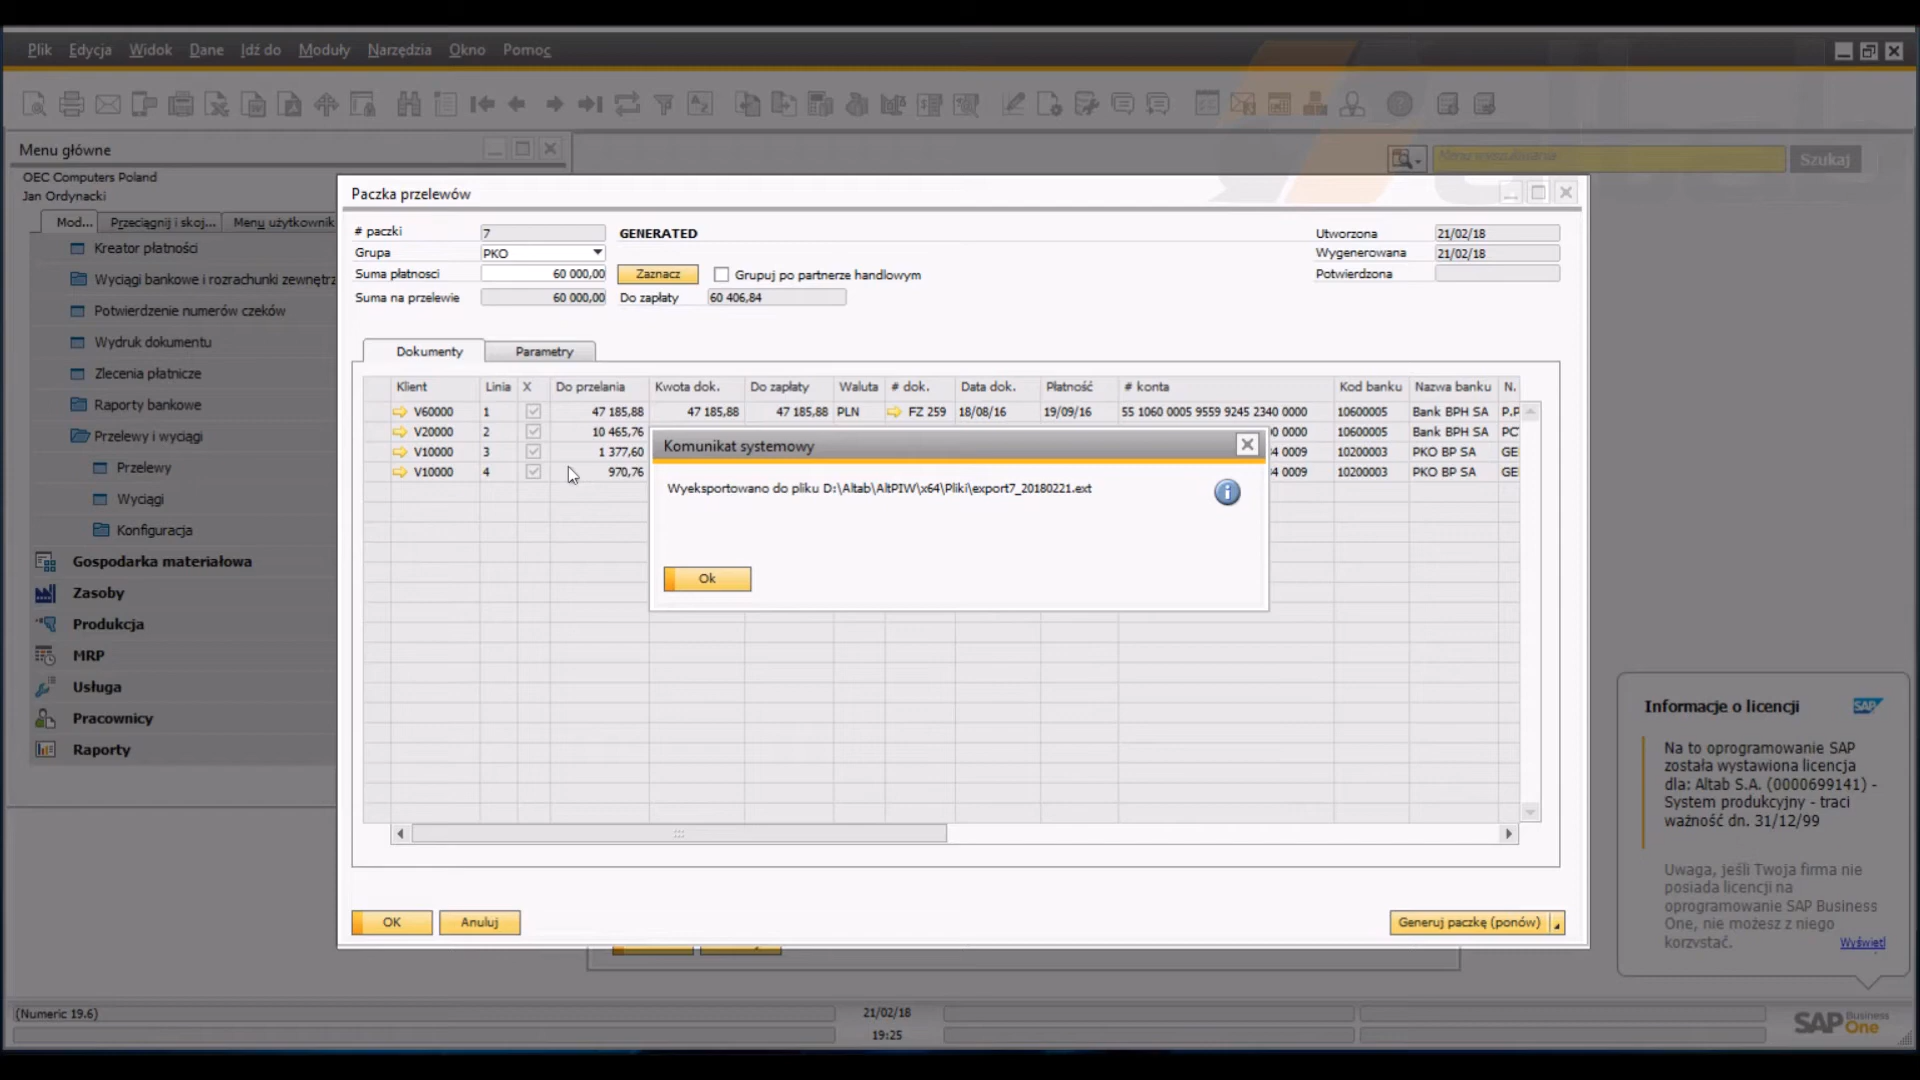 Plik Edycja Widok Dane Idź do Moduły Narzędzia Okno Pomoc
Menu główne
OEC Computers Poland
Jan Ordynacki
Mod... Przeciągnij i skoj... Menu użytkownik
Kreator płatności
Wyciągi bankowe i rozrachunki zewnętrz
Potwierdzenie numerów czeków
Wydruk dokumentu
Zlecenia płatnicze
Raporty bankowe
Przelewy i wyciągi
Przelewy
Wyciągi
Konfiguracja
Gospodarka materiałowa
Zasoby
Produkcja
MRP
Usługa
Pracownicy
Raporty
Szukaj
Paczka przelewów
# paczki 7 GENERATED
Grupa PKO
Suma płatnosci 60 000,00 Zaznacz Grupuj po partnerze handlowym
Suma na przelewie 60 000,00 Do zapłaty 60 406,84
Utworzona 21/02/18
Wygenerowana 21/02/18
Potwierdzona
Dokumenty Parametry
Klient Linia X Do przelania Kwota dok. Do zapłaty Waluta # dok. Data dok. Płatność # konta Kod banku Nazwa banku N.
V60000 1 47 185,88 47 185,88 47 185,88 PLN FZ 259 18/08/16 19/09/16 55 1060 0005 9559 9245 2340 0000 10600005 Bank BPH SA P.P
V20000 2 10 465,76 0 0000 10600005 Bank BPH SA PC
V10000 3 1 377,60 4 0009 10200003 PKO BP SA GE
V10000 4 970,76 4 0009 10200003 PKO BP SA GE
Komunikat systemowy
Wyeksportowano do pliku D:\Altab\AltPIW\x64\Pliki\export7_20180221.ext
Ok
OK Anuluj Generuj paczkę (ponów)
Informacje o licencji SAP
Na to oprogramowanie SAP
została wystawiona licencja
dla: Altab S.A. (0000699141) -
System produkcyjny - traci
ważność dn. 31/12/99
Uwaga, jeśli Twoja firma nie
posiada licencji na
oprogramowanie SAP Business
One, nie możesz z niego
korzystać. Wyświetl
(Numeric 19.6) 21/02/18
19:25
SAP Business One